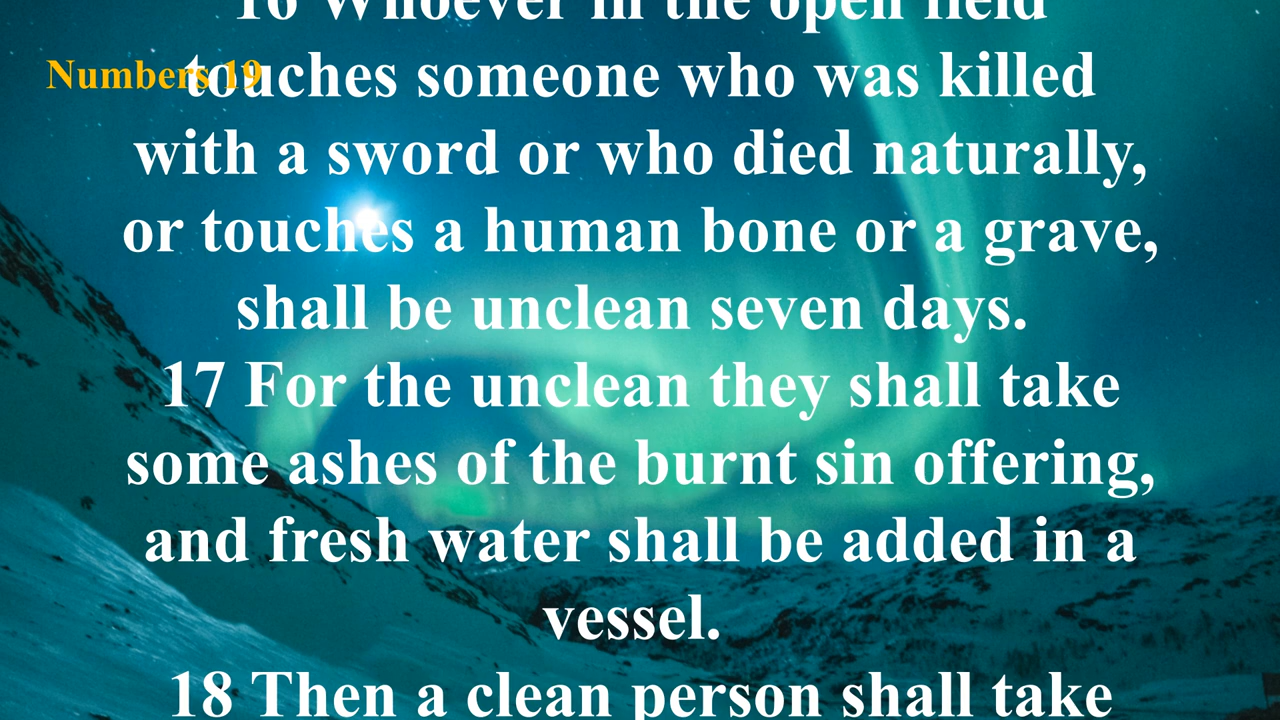 16 Whoever in the open field
Numbers 19
touches someone who was killed
with a sword or who died naturally,
or touches a human bone or a grave,
shall be unclean seven days.
17 For the unclean they shall take
some ashes of the burnt sin offering,
and fresh water shall be added in a
vessel.
18 Then a clean person shall take